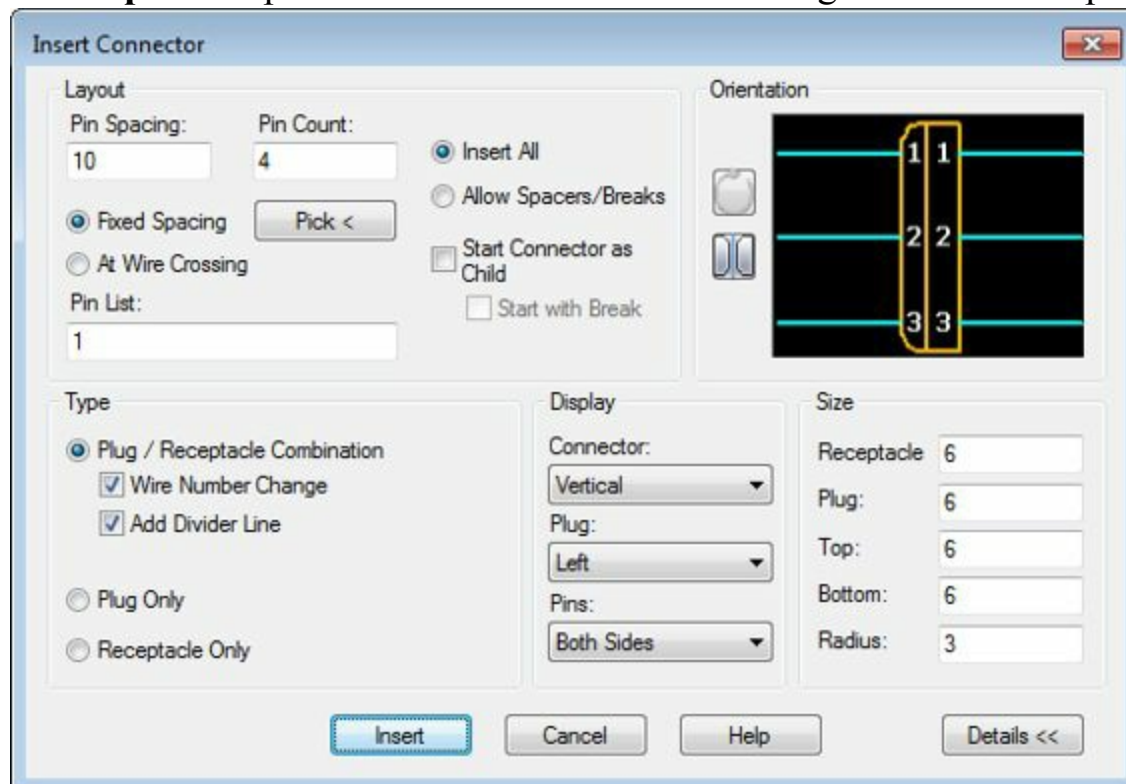 Insert Connector
Layout
Pin Spacing:
Pin Count:
10
4
Fixed Spacing
Pick <
At Wire Crossing
Pin List:
1
Insert All
Allow Spacers/Breaks
Start Connector as
Child
Start with Break
Orientation
1 1
2 2
3 3
Type
Plug / Receptacle Combination
Wire Number Change
Add Divider Line
Plug Only
Receptacle Only
Display
Connector:
Vertical
Plug:
Left
Pins:
Both Sides
Size
Receptacle 6
Plug: 6
Top: 6
Bottom: 6
Radius: 3
Insert
Cancel
Help
Details <<